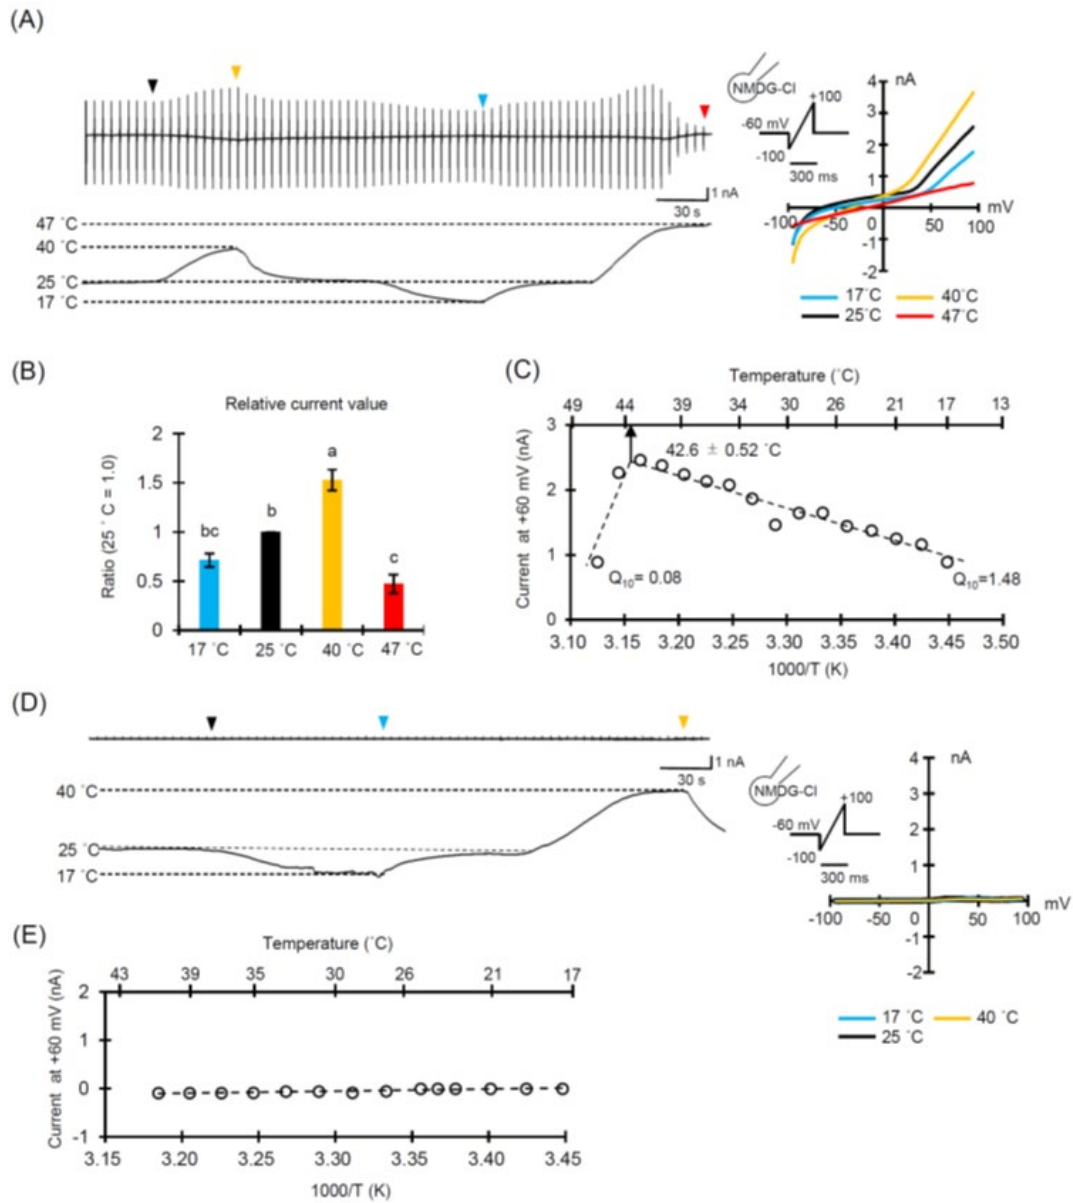 (A)
NMDG-Cl
+100
-60 mV
-100
300 ms
nA
4
3
2
1
-100
-50
0
50
100
mV
-1
-2
1 nA
30 s
47 ˚C
40 ˚C
25 ˚C
17 ˚C
17˚C
40˚C
25˚C
47˚C
(B)
Relative current value
Ratio (25 ˚C = 1.0)
2
1.5
1
0.5
0
bc
b
a
c
17 ˚C
25 ˚C
40 ˚C
47 ˚C
(C)
Temperature (˚C)
49 44 39 34 30 26 21 17 13
Current at +60 mV (nA)
3
2
1
0
42.6 ± 0.52 ˚C
Q10= 0.08
Q10=1.48
3.10 3.15 3.20 3.25 3.30 3.35 3.40 3.45 3.50
1000/T (K)
(D)
1 nA
30 s
40 ˚C
25 ˚C
17 ˚C
NMDG-Cl
+100
-60 mV
-100
300 ms
4
nA
3
2
1
-100
-50
0
50
100
mV
-1
-2
17 ˚C
40 ˚C
25 ˚C
(E)
Temperature (˚C)
43 39 35 30 26 21 17
Current at +60 mV (nA)
2
1
0
-1
3.15 3.20 3.25 3.30 3.35 3.40 3.45
1000/T (K)